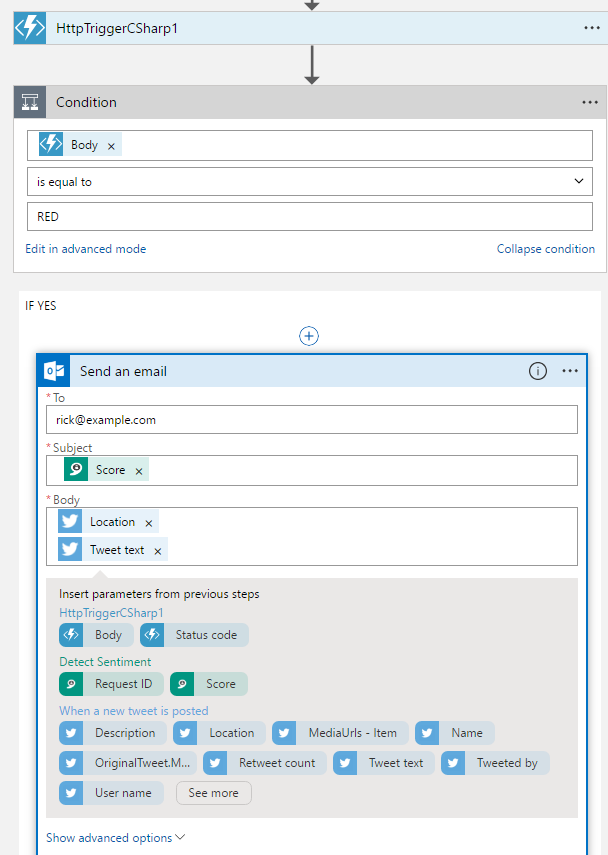 HttpTriggerCSharp1
Condition
Body x
is equal to
RED
Edit in advanced mode Collapse condition
IF YES
Send an email
*To
rick@example.com
*Subject
Score x
*Body
Location x
Tweet text x
Insert parameters from previous steps
HttpTriggerCSharp1
Body Status code
Detect Sentiment
Request ID Score
When a new tweet is posted
Description Location MediaUrls - Item Name
OriginalTweet.M... Retweet count Tweet text Tweeted by
User name See more
Show advanced options